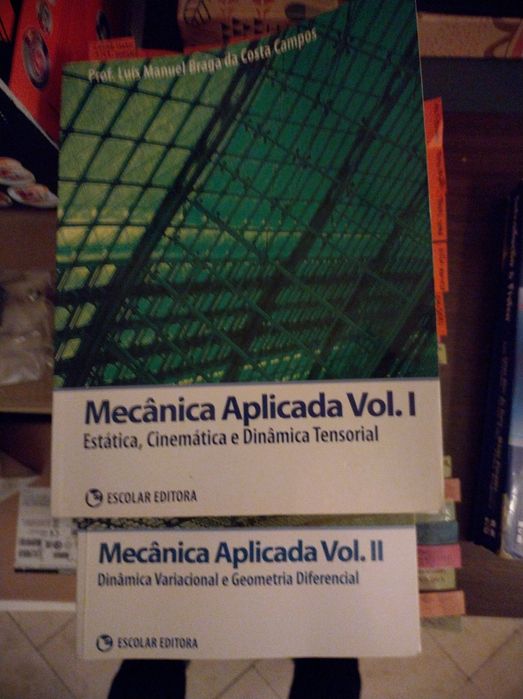 Prof. Luís Manuel Braga da Costa Campos
Mecânica Aplicada Vol. I
Estática, Cinemática e Dinâmica Tensorial
ESCOLAR EDITORA
Mecânica Aplicada Vol. II
Dinâmica Variacional e Geometria Diferencial
ESCOLAR EDITORA